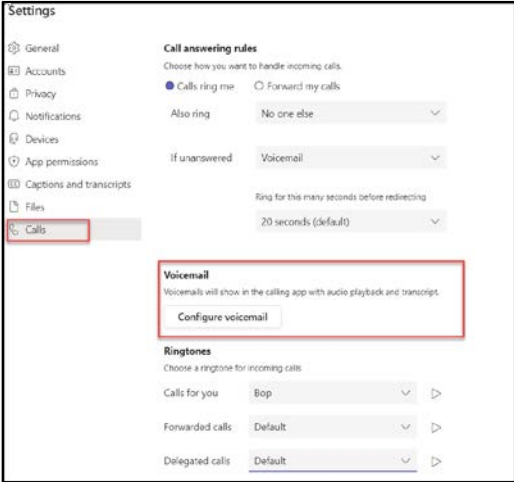 Settings
General
Accounts
Privacy
Notifications
Devices
App permissions
Captions and transcripts
Files
Calls
Call answering rules
Choose how you want to handle incoming calls.
Calls ring me Forward my calls
Also ring No one else
If unanswered Voicemail
Ring for this many seconds before redirecting
20 seconds (default)
Voicemail
Voicemails will show in the calling app with audio playback and transcript.
Configure voicemail
Ringtones
Choose a ringtone for incoming calls
Calls for you Bop
Forwarded calls Default
Delegated calls Default